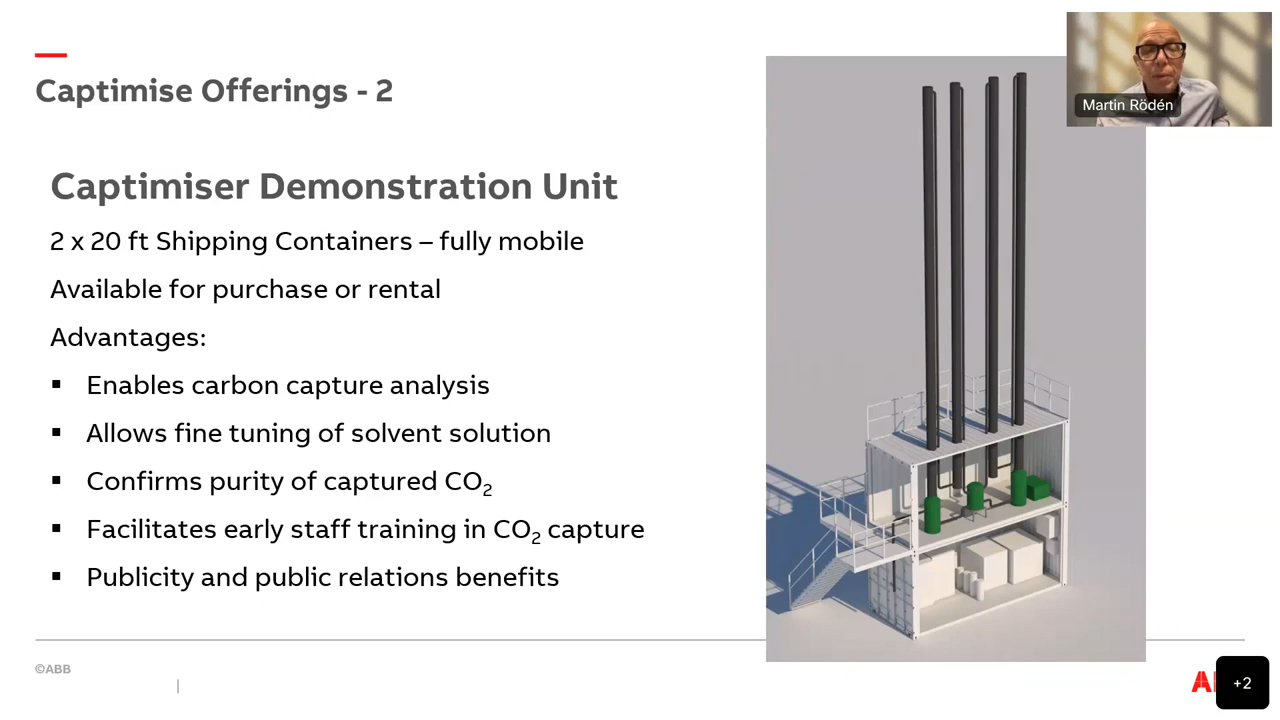 Captimise Offerings - 2
Martin Rödén
Captimiser Demonstration Unit
2 x 20 ft Shipping Containers – fully mobile
Available for purchase or rental
Advantages:
▪ Enables carbon capture analysis
▪ Allows fine tuning of solvent solution
▪ Confirms purity of captured CO₂
▪ Facilitates early staff training in CO₂ capture
▪ Publicity and public relations benefits
©ABB
+2